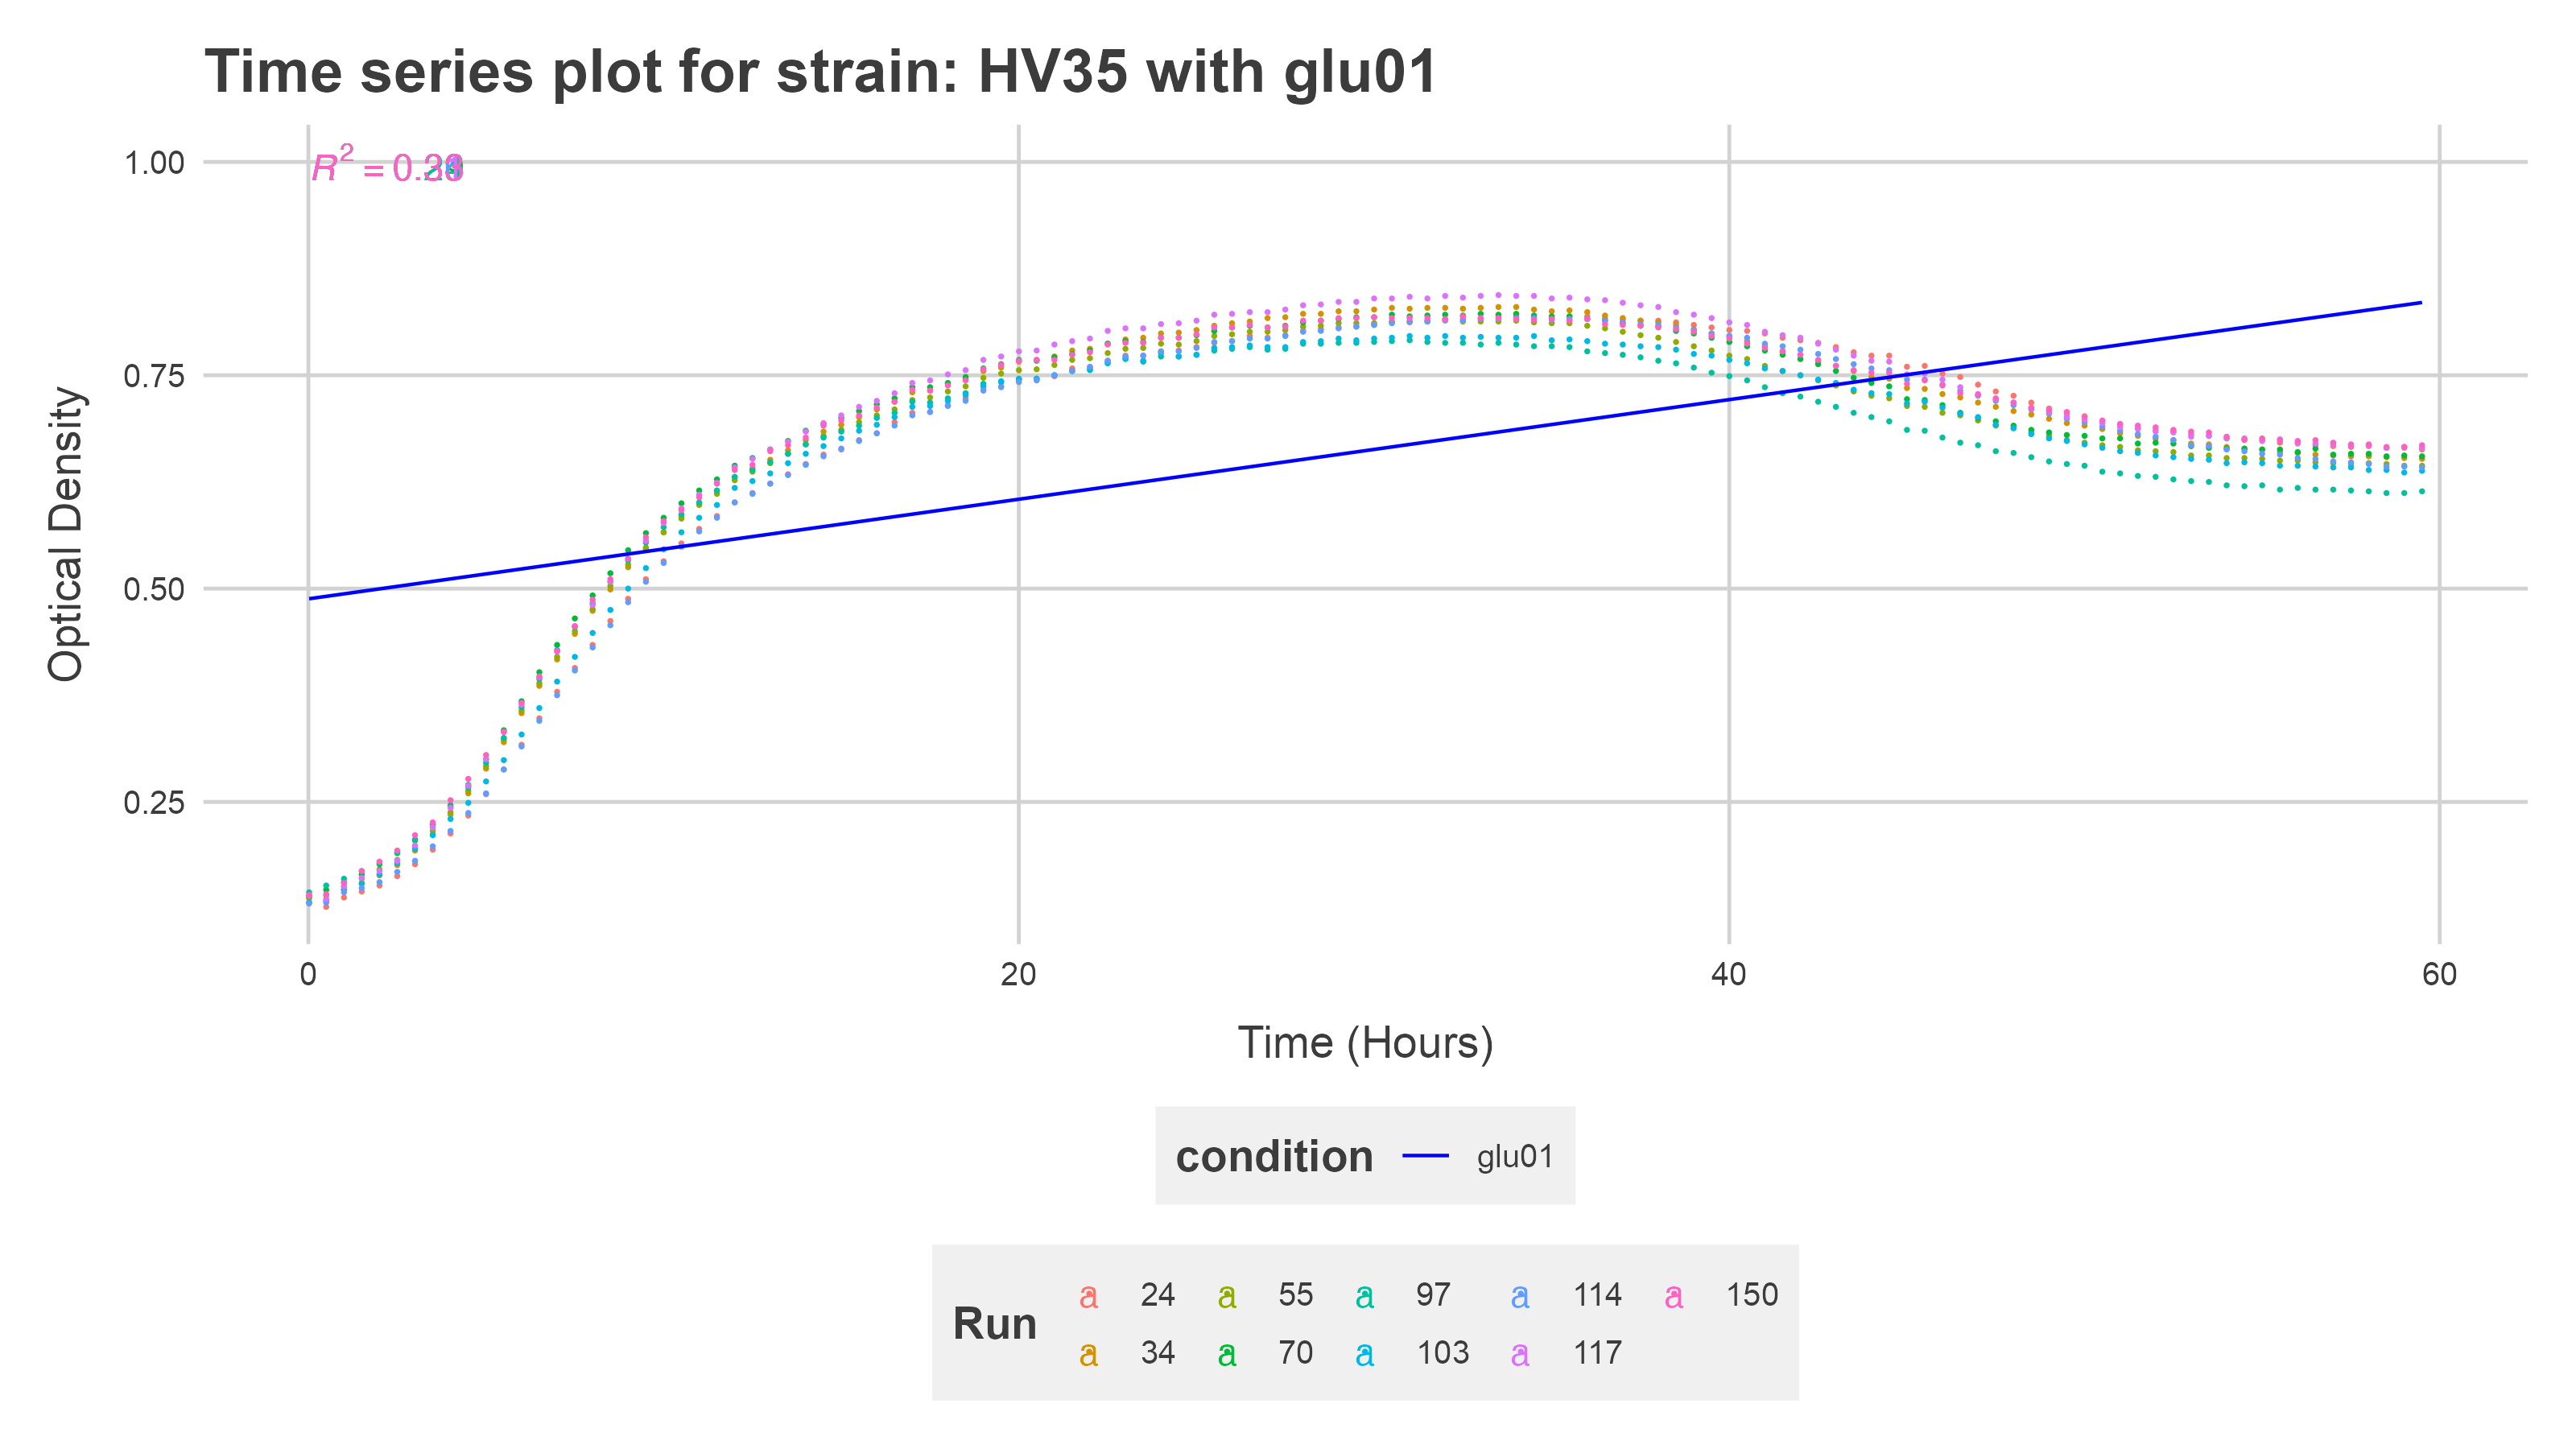 Time series plot for strain: HV35 with glu01
1.00
0.75
0.50
0.25
Optical Density
R² =
0 20 40 60
Time (Hours)
condition glu01
Run
a 24 a 55 a 97 a 114 a 150
a 34 a 70 a 103 a 117